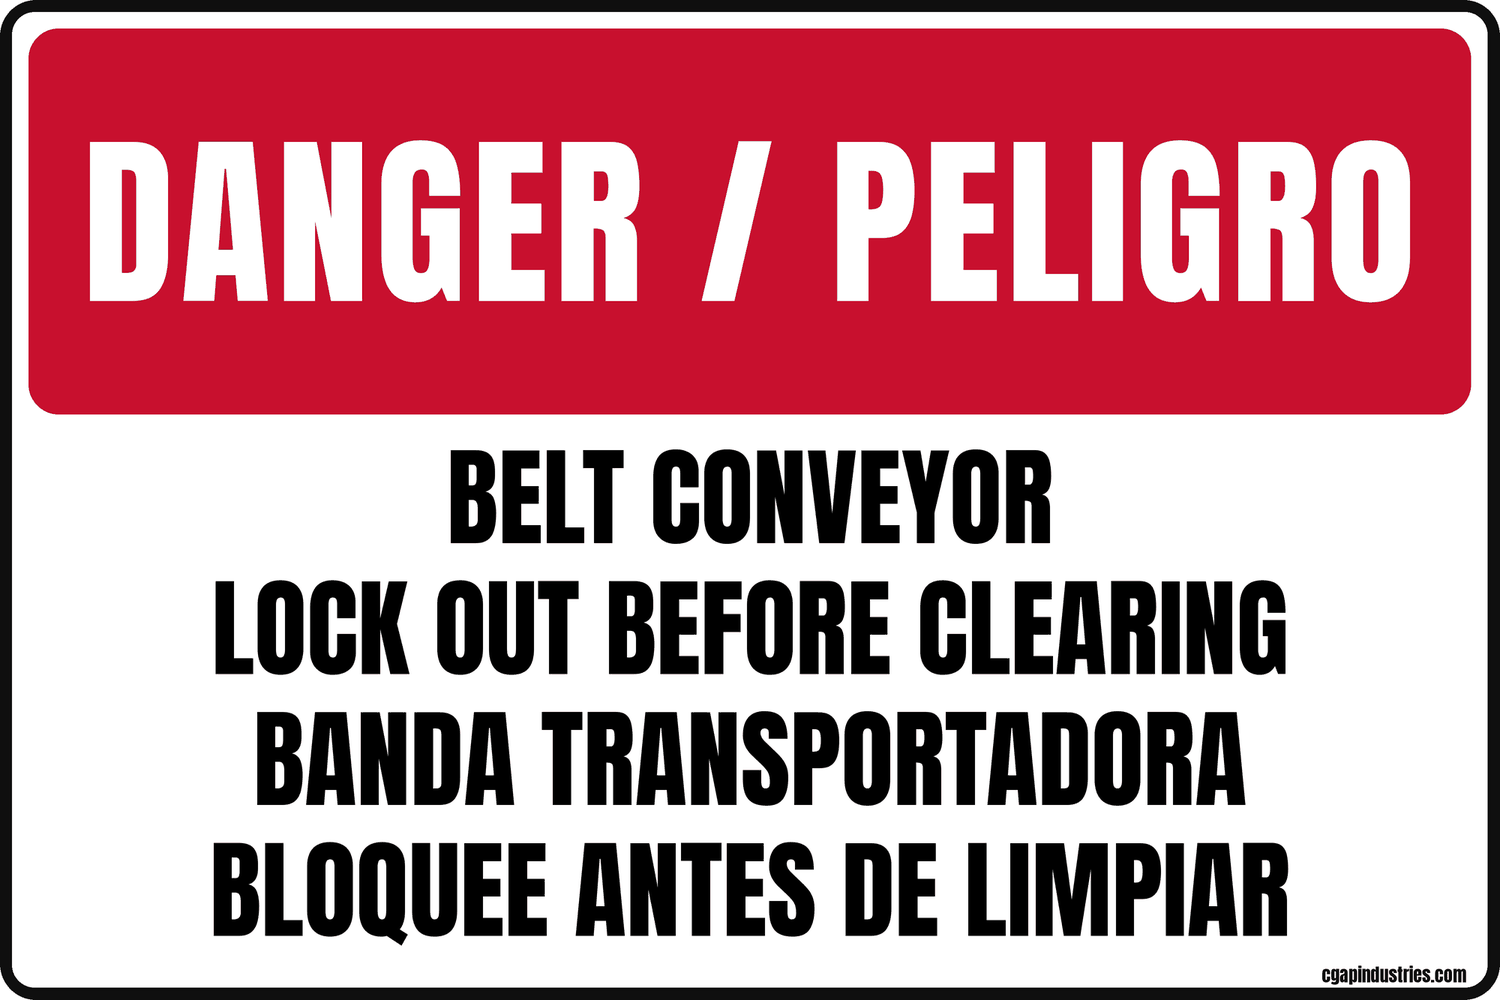 DANGER / PELIGRO
BELT CONVEYOR
LOCK OUT BEFORE CLEARING
BANDA TRANSPORTADORA
BLOQUEE ANTES DE LIMPIAR
cgapindustries.com